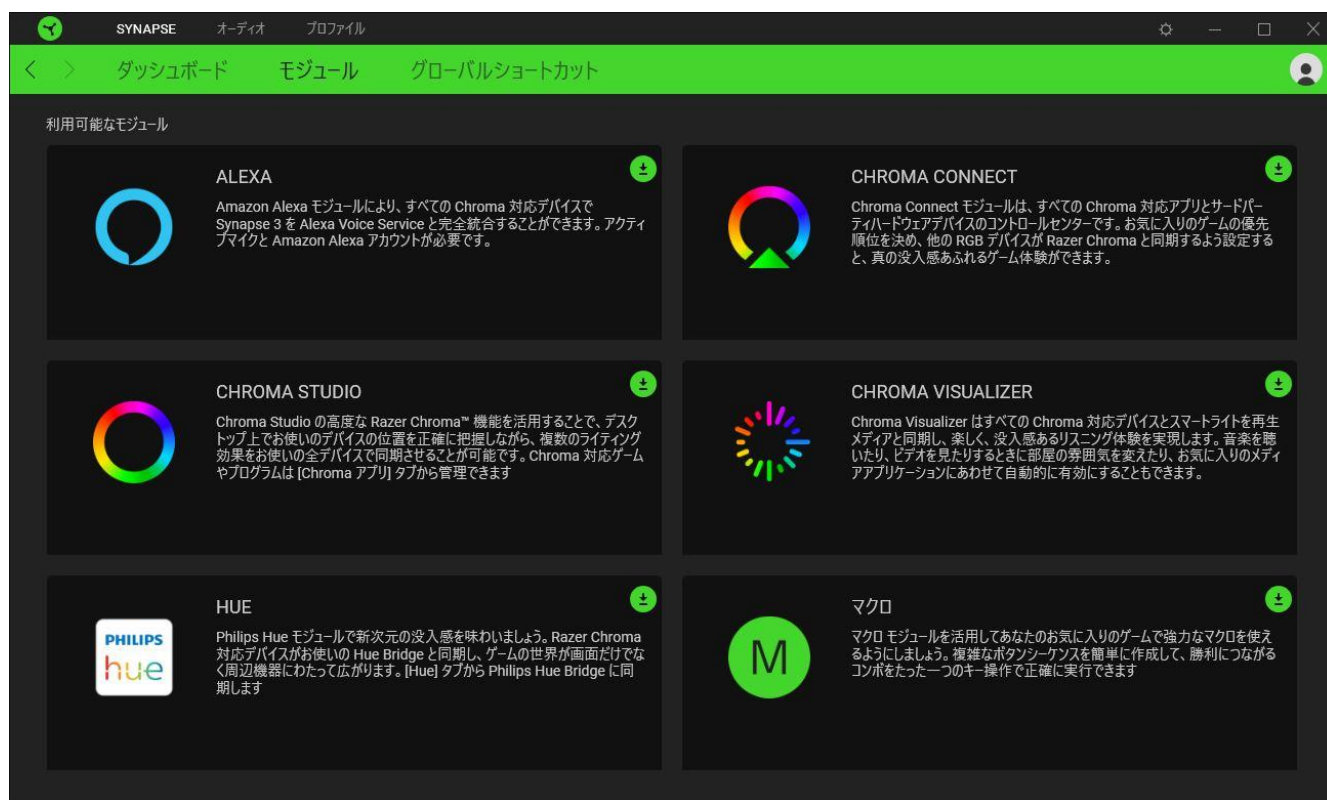 SYNAPSE オーディオ プロファイル
ダッシュボード モジュール グローバルショートカット
利用可能なモジュール
ALEXA
Amazon Alexa モジュールにより、すべての Chroma 対応デバイスで
Synapse 3 を Alexa Voice Service と完全統合することができます。アクティ
ブマイクと Amazon Alexa アカウントが必要です。
CHROMA CONNECT
Chroma Connect モジュールは、すべての Chroma 対応アプリとサードパー
ティハードウェアデバイスのコントロールセンターです。お気に入りのゲームの優先
順位を決め、他の RGB デバイスが Razer Chroma と同期するよう設定する
と、真の没入感あふれるゲーム体験ができます。
CHROMA STUDIO
Chroma Studio の高度な Razer Chroma™ 機能を活用することで、デスク
トップ上でお使いのデバイスの位置を正確に把握しながら、複数のライティング
効果をお使いの全デバイスで同期させることが可能です。Chroma 対応ゲーム
やプログラムは [Chroma アプリ] タブから管理できます
CHROMA VISUALIZER
Chroma Visualizer はすべての Chroma 対応デバイスとスマートライトを再生
メディアと同期し、楽しく、没入感あるリスニング体験を実現します。音楽を聴
いたり、ビデオを見たりするときに部屋の雰囲気を変えたり、お気に入りのメディ
アアプリケーションにあわせて自動的に有効にすることもできます。
PHILIPS
hue
HUE
Philips Hue モジュールで新次元の没入感を味わいましょう。Razer Chroma
対応デバイスがお使いの Hue Bridge と同期し、ゲームの世界が画面だけでな
く周辺機器にわたって広がります。[Hue] タブから Philips Hue Bridge に同
期します
M
マクロ
マクロ モジュールを活用してあなたのお気に入りのゲームで強力なマクロを使え
るようにしましょう。複雑なボタンシーケンスを簡単に作成して、勝利につながる
コンボをたった一つのキー操作で正確に実行できます